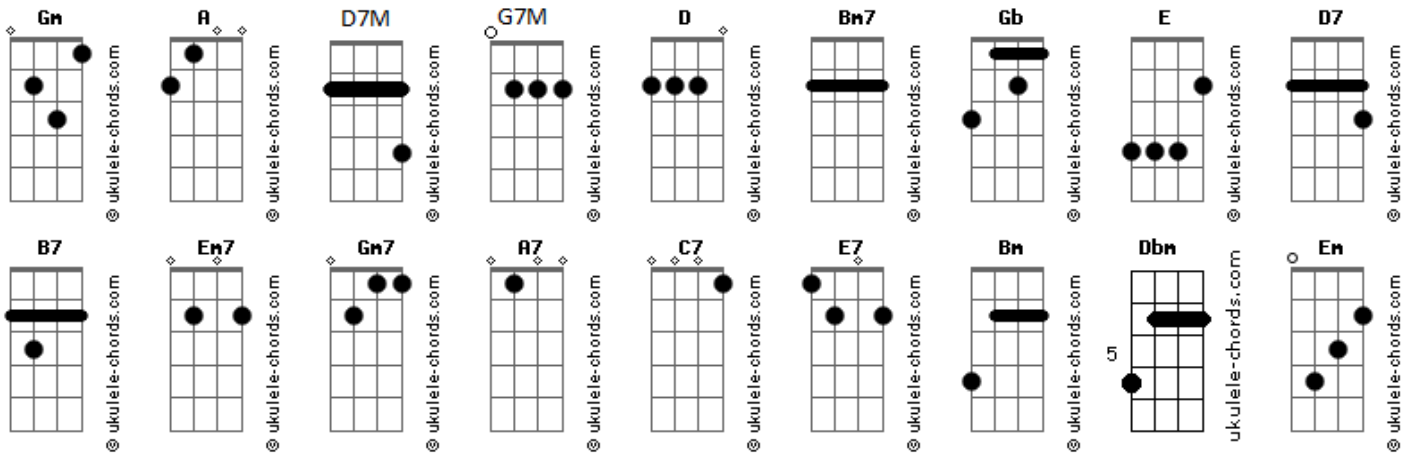 Gm A D7M G7M D Bm7 Gb E D7
© ukulele-chords.com © ukulele-chords.com © ukulele-chords.com © ukulele-chords.com © ukulele-chords.com © ukulele-chords.com © ukulele-chords.com © ukulele-chords.com © ukulele-chords.com
B7 Em7 Gm7 A7 C7 E7 Bm Dbm Em
5
© ukulele-chords.com © ukulele-chords.com © ukulele-chords.com © ukulele-chords.com © ukulele-chords.com © ukulele-chords.com © ukulele-chords.com ukulele-chords.com © ukulele-chords.com